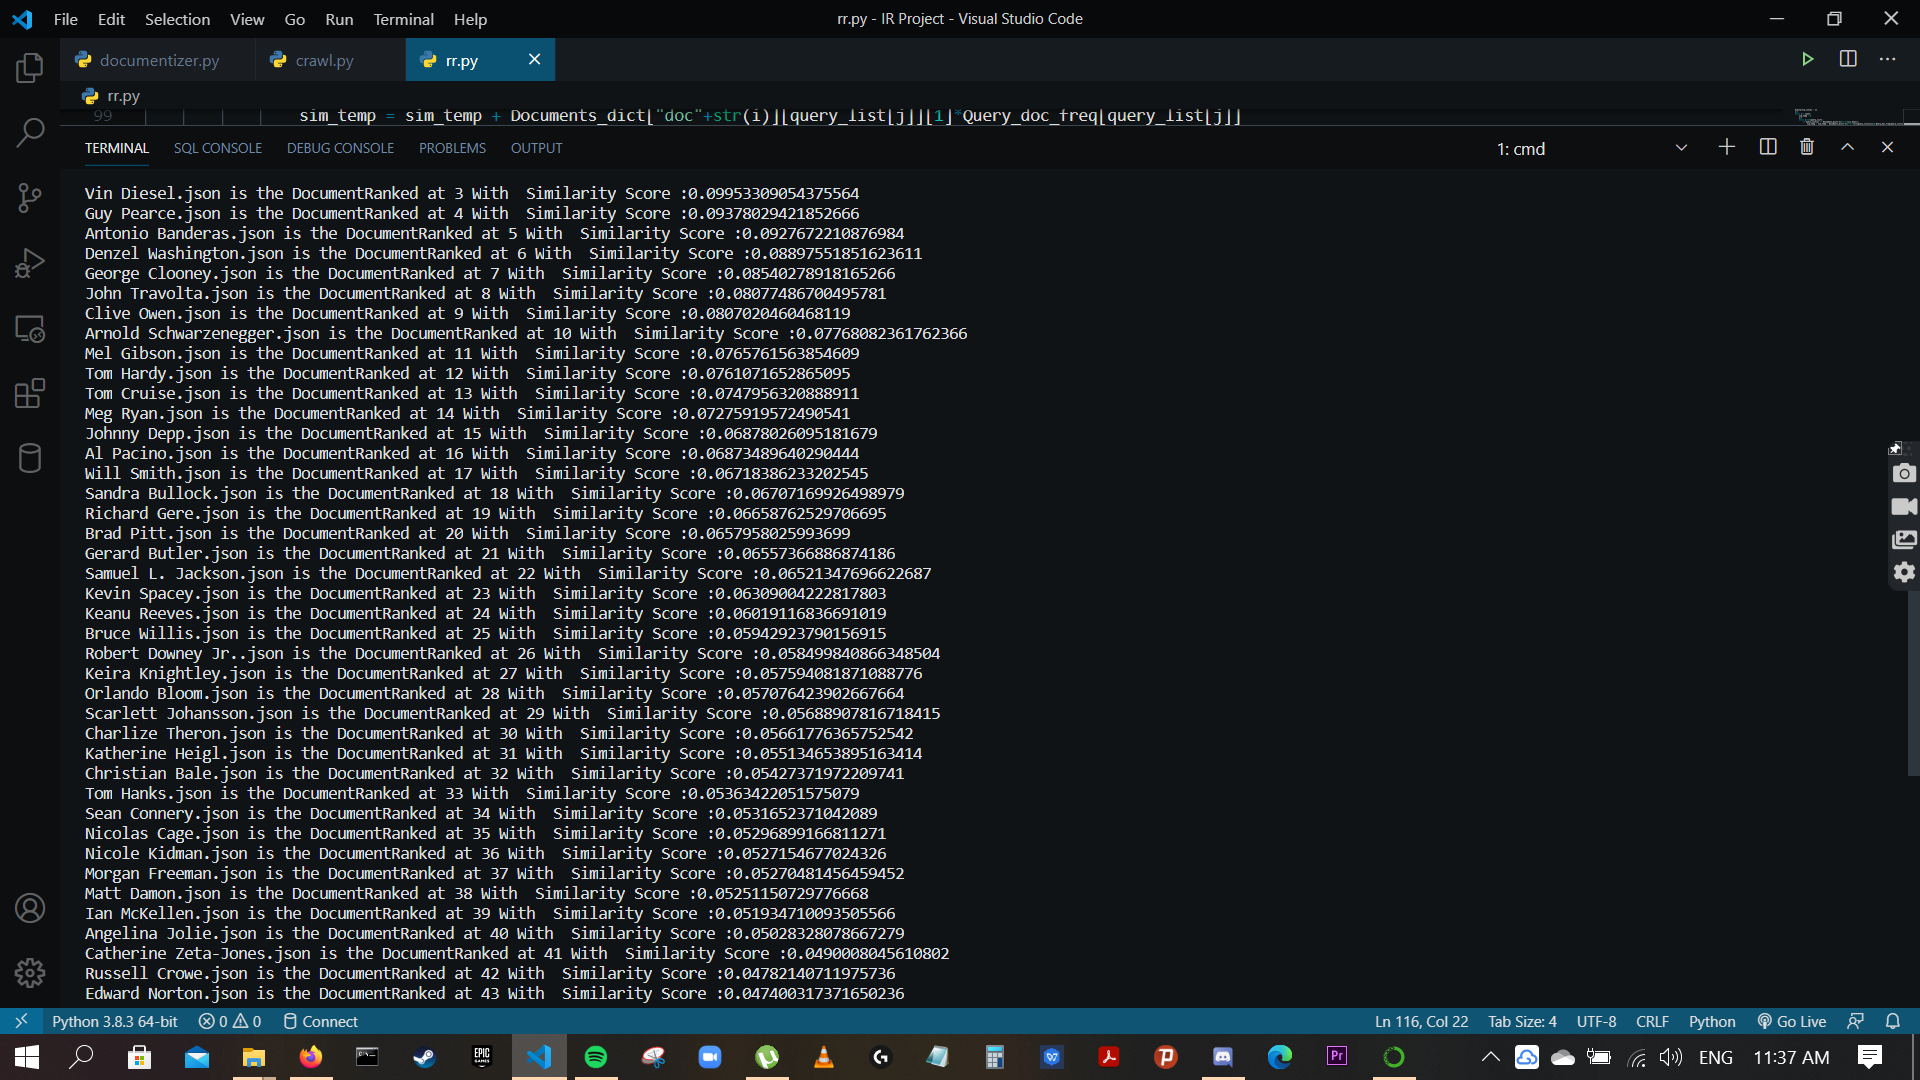 File Edit Selection View Go Run Terminal Help
rr.py - IR Project - Visual Studio Code
documentizer.py crawl.py rr.py
rr.py
99 sim_temp = sim_temp + Documents_dict["doc"+str(i)][query_list[j]][1]*Query_doc_freq[query_list[j]]
TERMINAL SQL CONSOLE DEBUG CONSOLE PROBLEMS OUTPUT 1: cmd
Vin Diesel.json is the DocumentRanked at 3 With  Similarity Score :0.09953309054375564
Guy Pearce.json is the DocumentRanked at 4 With  Similarity Score :0.09378029421852666
Antonio Banderas.json is the DocumentRanked at 5 With  Similarity Score :0.0927672210876984
Denzel Washington.json is the DocumentRanked at 6 With  Similarity Score :0.08897551851623611
George Clooney.json is the DocumentRanked at 7 With  Similarity Score :0.08540278918165266
John Travolta.json is the DocumentRanked at 8 With  Similarity Score :0.08077486700495781
Clive Owen.json is the DocumentRanked at 9 With  Similarity Score :0.0807020460468119
Arnold Schwarzenegger.json is the DocumentRanked at 10 With  Similarity Score :0.07768082361762366
Mel Gibson.json is the DocumentRanked at 11 With  Similarity Score :0.0765761563854609
Tom Hardy.json is the DocumentRanked at 12 With  Similarity Score :0.0761071652865095
Tom Cruise.json is the DocumentRanked at 13 With  Similarity Score :0.0747956320888911
Meg Ryan.json is the DocumentRanked at 14 With  Similarity Score :0.07275919572490541
Johnny Depp.json is the DocumentRanked at 15 With  Similarity Score :0.06878026095181679
Al Pacino.json is the DocumentRanked at 16 With  Similarity Score :0.06873489640290444
Will Smith.json is the DocumentRanked at 17 With  Similarity Score :0.06718386233202545
Sandra Bullock.json is the DocumentRanked at 18 With  Similarity Score :0.06707169926498979
Richard Gere.json is the DocumentRanked at 19 With  Similarity Score :0.06658762529706695
Brad Pitt.json is the DocumentRanked at 20 With  Similarity Score :0.0657958025993699
Gerard Butler.json is the DocumentRanked at 21 With  Similarity Score :0.06557366886874186
Samuel L. Jackson.json is the DocumentRanked at 22 With  Similarity Score :0.06521347696622687
Kevin Spacey.json is the DocumentRanked at 23 With  Similarity Score :0.06309004222817803
Keanu Reeves.json is the DocumentRanked at 24 With  Similarity Score :0.06019116836691019
Bruce Willis.json is the DocumentRanked at 25 With  Similarity Score :0.05942923790156915
Robert Downey Jr..json is the DocumentRanked at 26 With  Similarity Score :0.058499840866348504
Keira Knightley.json is the DocumentRanked at 27 With  Similarity Score :0.057594081871088776
Orlando Bloom.json is the DocumentRanked at 28 With  Similarity Score :0.057076423902667664
Scarlett Johansson.json is the DocumentRanked at 29 With  Similarity Score :0.05688907816718415
Charlize Theron.json is the DocumentRanked at 30 With  Similarity Score :0.05661776365752542
Katherine Heigl.json is the DocumentRanked at 31 With  Similarity Score :0.055134653895163414
Christian Bale.json is the DocumentRanked at 32 With  Similarity Score :0.05427371972209741
Tom Hanks.json is the DocumentRanked at 33 With  Similarity Score :0.05363422051575079
Sean Connery.json is the DocumentRanked at 34 With  Similarity Score :0.0531652371042089
Nicolas Cage.json is the DocumentRanked at 35 With  Similarity Score :0.05296899166811271
Nicole Kidman.json is the DocumentRanked at 36 With  Similarity Score :0.0527154677024326
Morgan Freeman.json is the DocumentRanked at 37 With  Similarity Score :0.05270481456459452
Matt Damon.json is the DocumentRanked at 38 With  Similarity Score :0.05251150729776668
Ian McKellen.json is the DocumentRanked at 39 With  Similarity Score :0.051934710093505566
Angelina Jolie.json is the DocumentRanked at 40 With  Similarity Score :0.05028328078667279
Catherine Zeta-Jones.json is the DocumentRanked at 41 With  Similarity Score :0.0490008045610802
Russell Crowe.json is the DocumentRanked at 42 With  Similarity Score :0.04782140711975736
Edward Norton.json is the DocumentRanked at 43 With  Similarity Score :0.047400317371650236
Python 3.8.3 64-bit 0 0 Connect Ln 116, Col 22 Tab Size: 4 UTF-8 CRLF Python Go Live
EPIC GAMES Pr ENG 11:37 AM